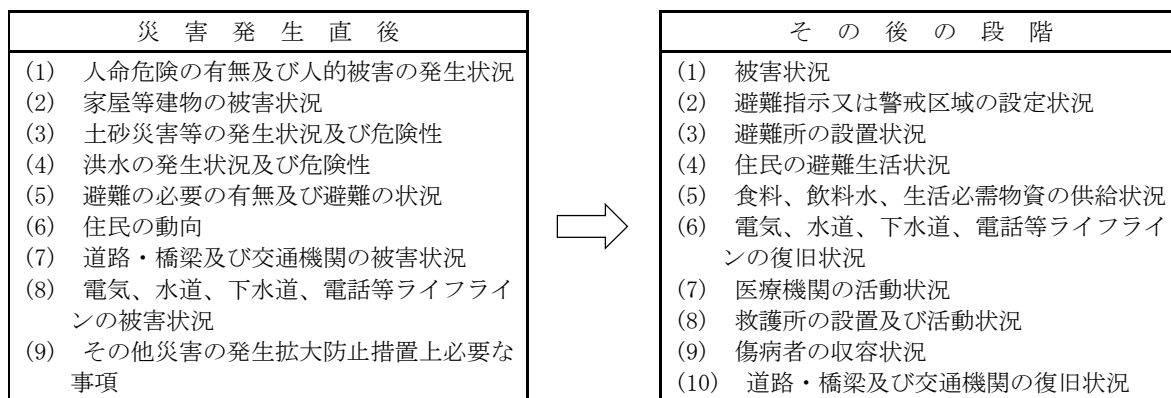 災害発生直後
(1) 人命危険の有無及び人的被害の発生状況
(2) 家屋等建物の被害状況
(3) 土砂災害等の発生状況及び危険性
(4) 洪水の発生状況及び危険性
(5) 避難の必要の有無及び避難の状況
(6) 住民の動向
(7) 道路・橋梁及び交通機関の被害状況
(8) 電気、水道、下水道、電話等ライフライ
ンの被害状況
(9) その他災害の発生拡大防止措置上必要な
事項
その後の段階
(1) 被害状況
(2) 避難指示又は警戒区域の設定状況
(3) 避難所の設置状況
(4) 住民の避難生活状況
(5) 食料、飲料水、生活必需物資の供給状況
(6) 電気、水道、下水道、電話等ライフライ
ンの復旧状況
(7) 医療機関の活動状況
(8) 救護所の設置及び活動状況
(9) 傷病者の収容状況
(10) 道路・橋梁及び交通機関の復旧状況